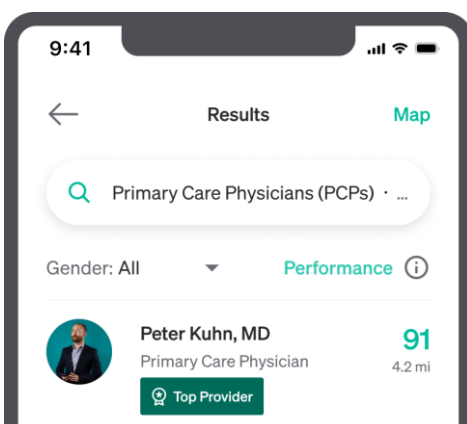 9:41
Results
Map
Primary Care Physicians (PCPs) · ...
Gender: All
Performance
Peter Kuhn, MD
91
Primary Care Physician
4.2 mi
Top Provider